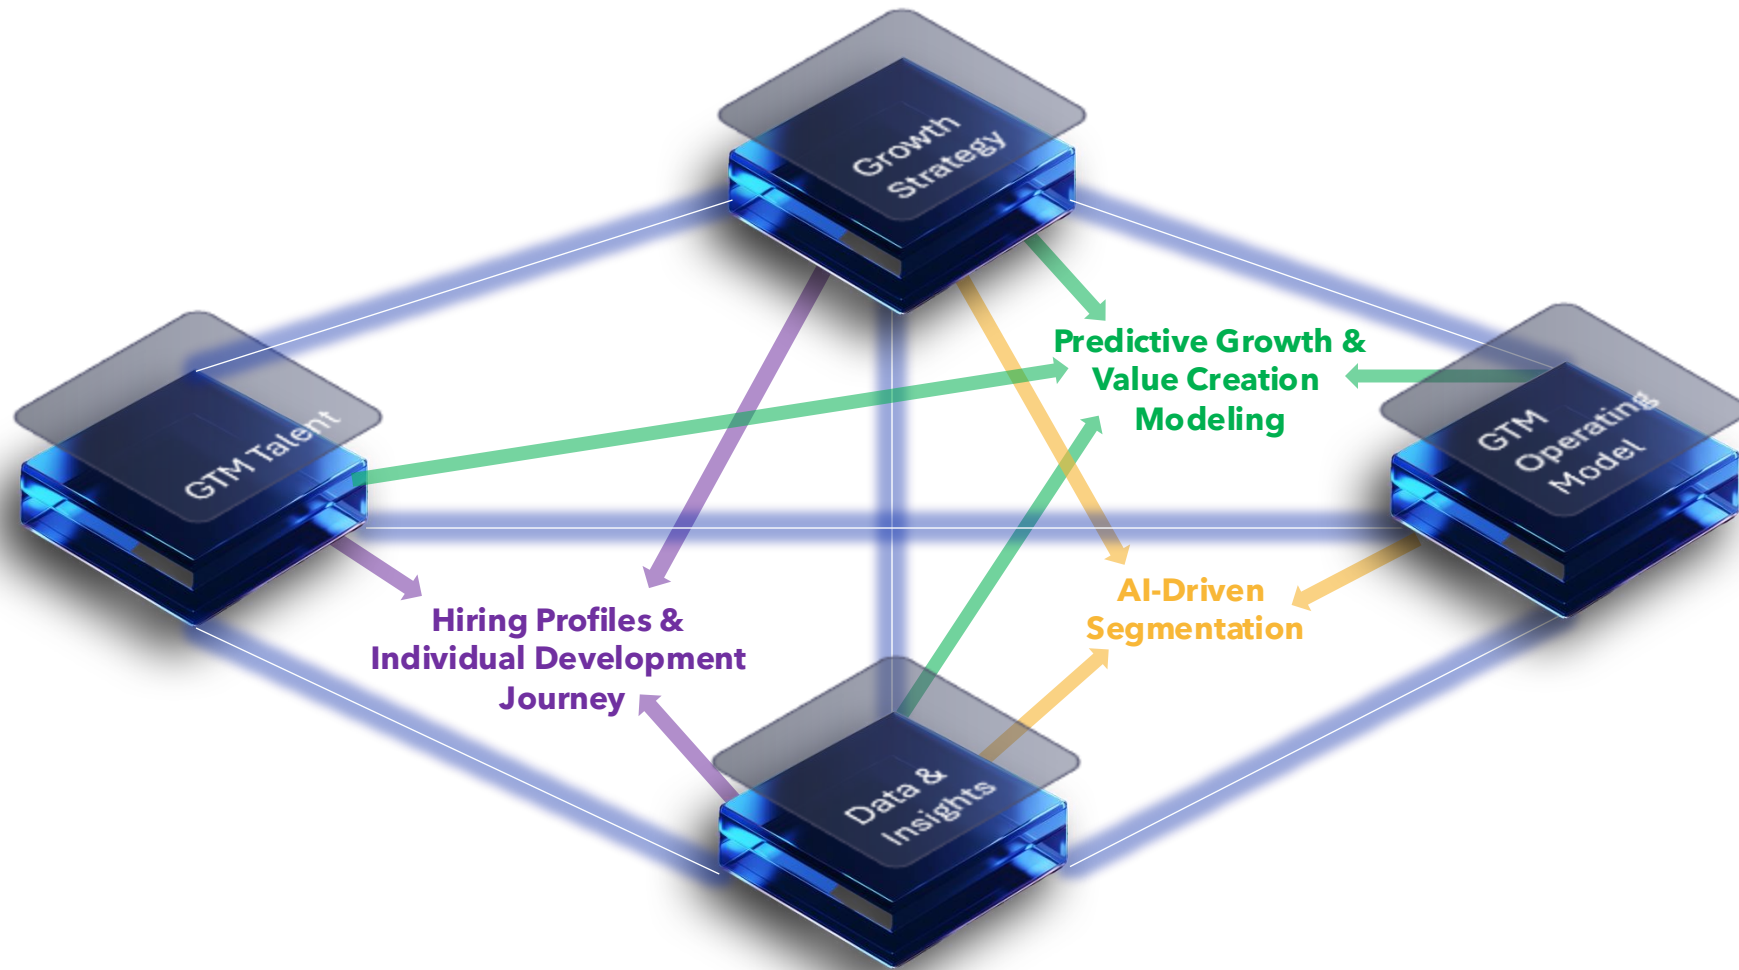 Growth
Strategy
Predictive Growth &
Value Creation
Modeling
GTM Talent
GTM
Operating
Model
AI-Driven
Segmentation
Hiring Profiles &
Individual Development
Journey
Data &
Insights